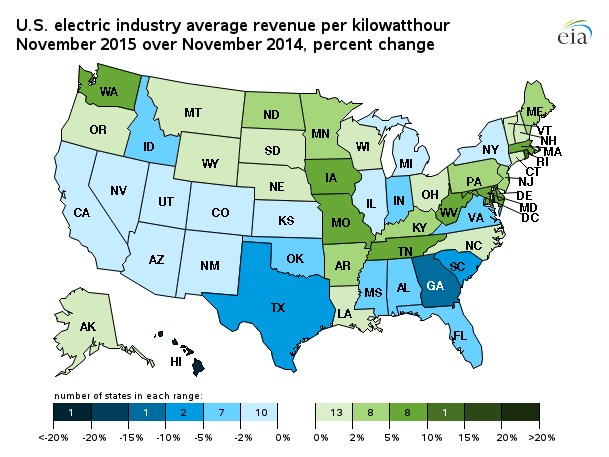 U.S. electric industry average revenue per kilowatthour
November 2015 over November 2014, percent change
eia
WA
MT
ND
MN
ME
OR
ID
SD
WI
MI
NY
VT
NH
MA
RI
CT
WY
NE
IA
IL
IN
OH
PA
NJ
DE
MD
DC
CA
NV
UT
CO
KS
MO
KY
WV
VA
AZ
NM
OK
AR
TN
NC
SC
TX
LA
MS
AL
GA
FL
AK
HI
number of states in each range:
1 1 2 7 10 13 8 8 1
<-20% -20% -15% -10% -5% -2% 0% 0% 2% 5% 10% 15% 20% >20%